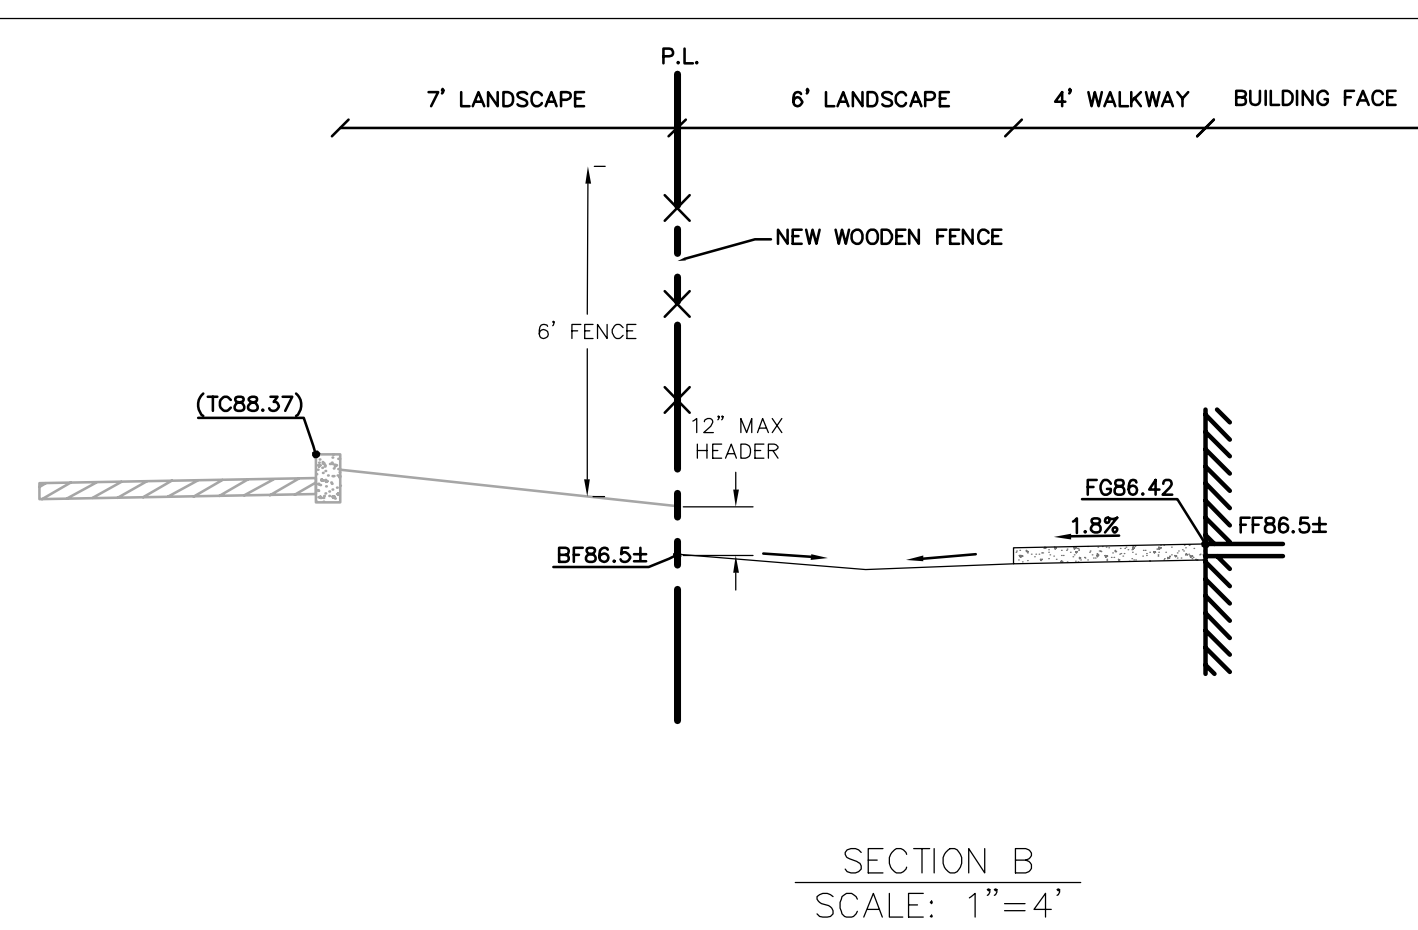 P.L.
7' LANDSCAPE
6' LANDSCAPE
4' WALKWAY
BUILDING FACE
NEW WOODEN FENCE
6' FENCE
(TC88.37)
12" MAX
HEADER
FG86.42
1.8%
FF86.5±
BF86.5±
SECTION B
SCALE: 1"=4'